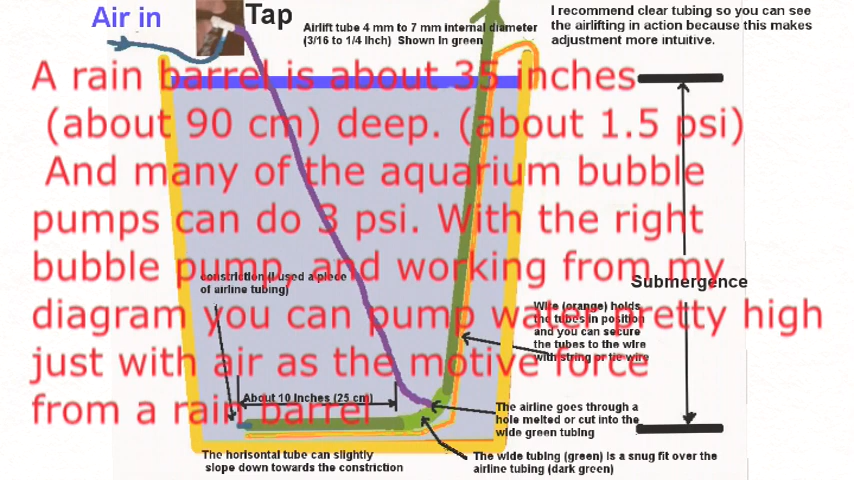 Air in
Tap
Airlift tube 4 mm to 7 mm internal diameter
(3/16 to 1/4 Ihch) Shown In green
I recommend clear tubing so you can see
the airlifting in action because this makes
adjustment more intuitive.
A rain barrel is about 35 inches
(about 90 cm) deep. (about 1.5 psi)
And many of the aquarium bubble
pumps can do 3 psi. With the right
bubble pump, and working from my
diagram you can pump water pretty high
just with air as the motive force
from a rain barrel
constriction (I used a piece
of airline tubing)
Submergence
Wire (orange) holds
the tubes in position
and you can secure
the tubes to the wire
with string or tie wire
About 10 Inches (25 cm)
The airline goes through a
hole melted or cut into the
wide green tubing
The horisontal tube can slightly
slope down towards the constriction
The wide tubing (green) is a snug fit over the
airline tubing (dark green)